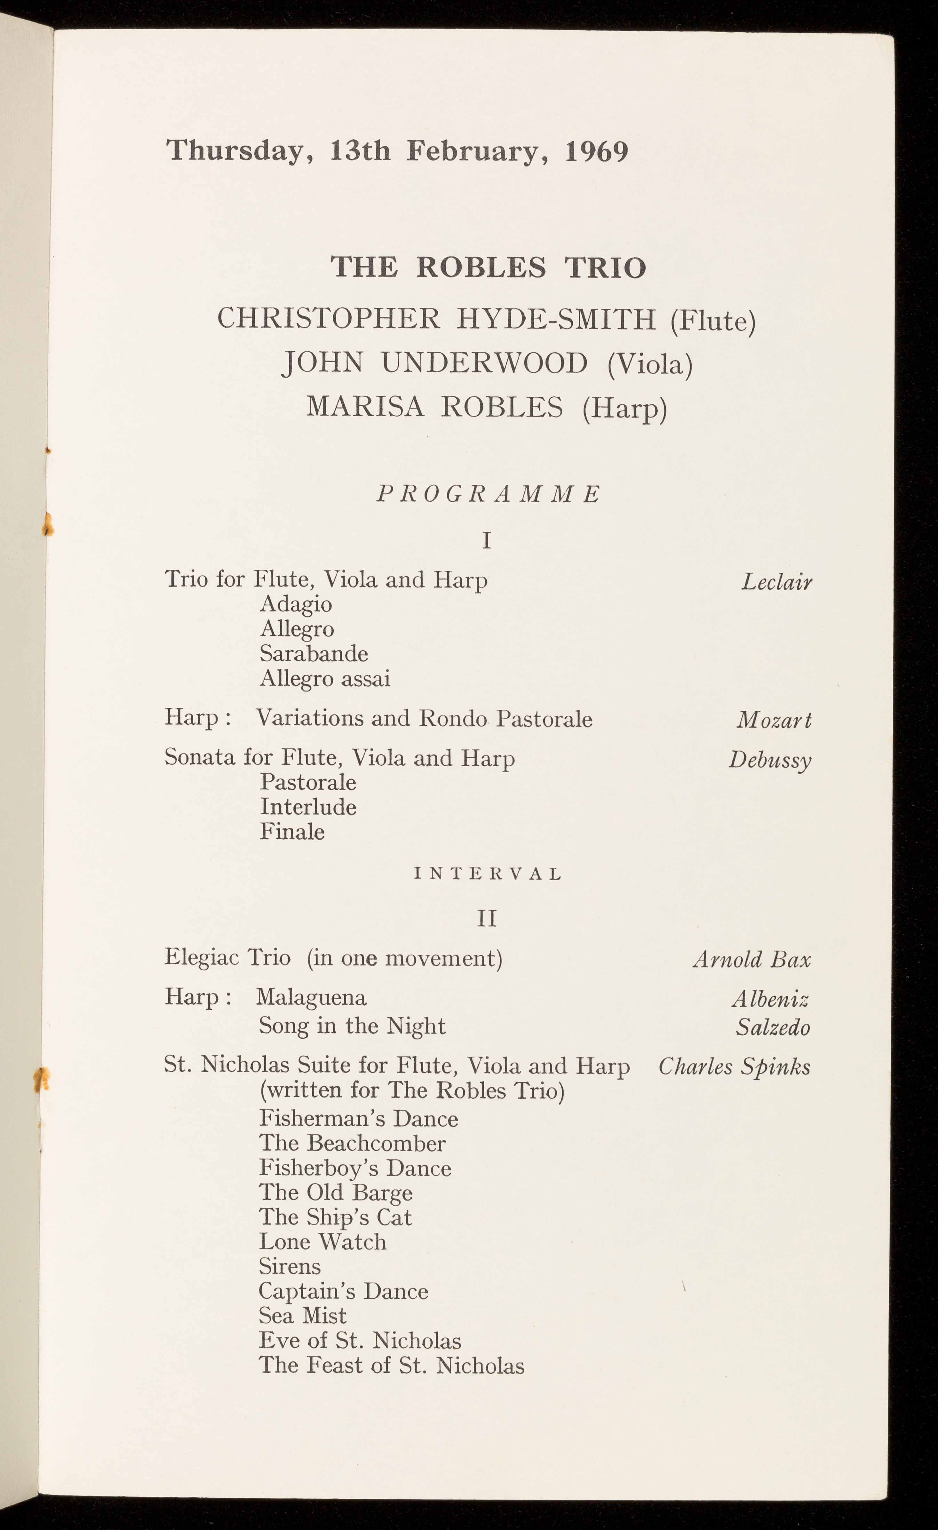 Thursday, 13th February, 1969
THE ROBLES TRIO
CHRISTOPHER HYDE-SMITH (Flute)
JOHN UNDERWOOD (Viola)
MARISA ROBLES (Harp)
PROGRAMME
I
Trio for Flute, Viola and Harp Leclair
Adagio
Allegro
Sarabande
Allegro assai
Harp : Variations and Rondo Pastorale Mozart
Sonata for Flute, Viola and Harp Debussy
Pastorale
Interlude
Finale
INTERVAL
II
Elegiac Trio (in one movement) Arnold Bax
Harp : Malaguena Albeniz
Song in the Night Salzedo
St. Nicholas Suite for Flute, Viola and Harp Charles Spinks
(written for The Robles Trio)
Fisherman's Dance
The Beachcomber
Fisherboy's Dance
The Old Barge
The Ship's Cat
Lone Watch
Sirens
Captain's Dance
Sea Mist
Eve of St. Nicholas
The Feast of St. Nicholas